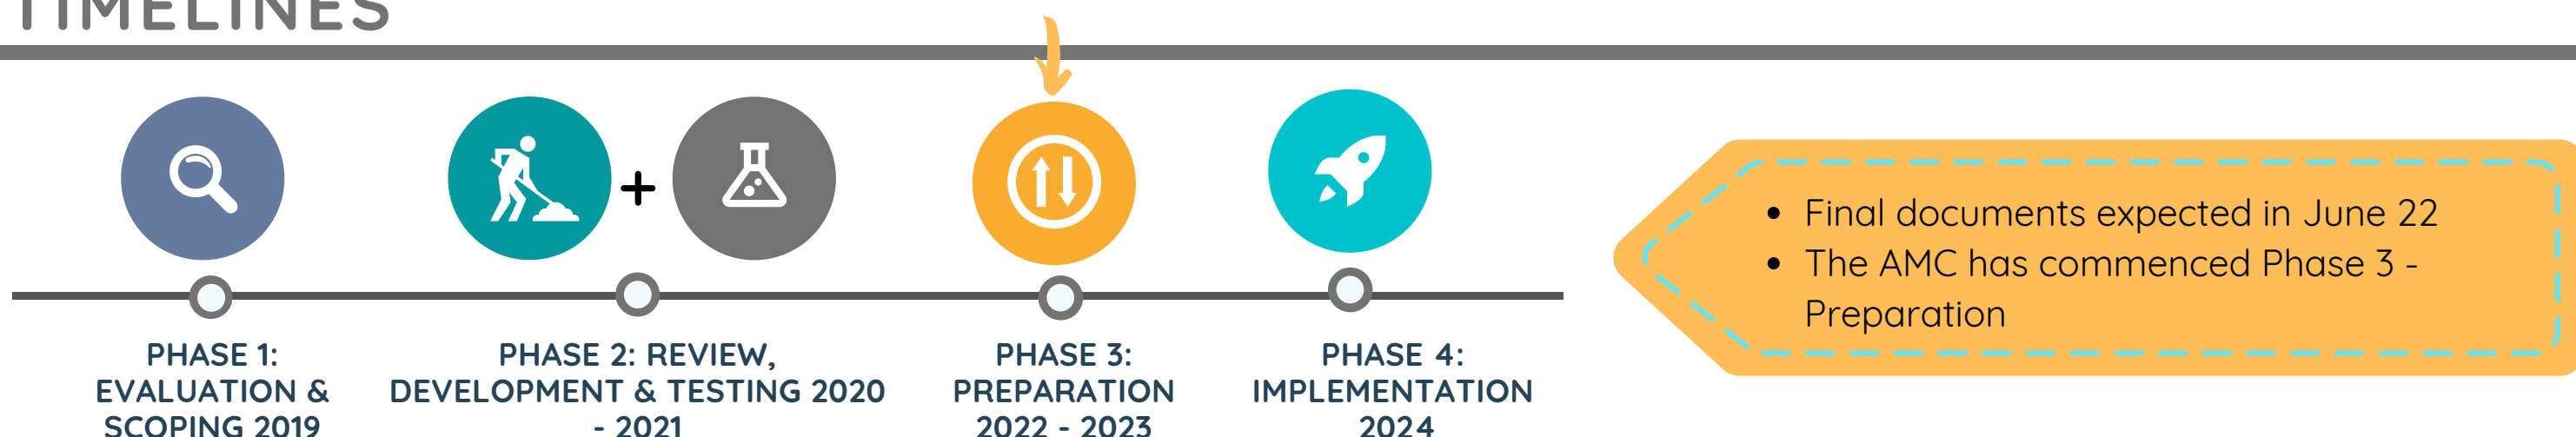 TIMELINES
+
PHASE 1:
EVALUATION &
SCOPING 2019
PHASE 2: REVIEW,
DEVELOPMENT & TESTING 2020
- 2021
PHASE 3:
PREPARATION
2022 - 2023
PHASE 4:
IMPLEMENTATION
2024
• Final documents expected in June 22
• The AMC has commenced Phase 3 -
Preparation